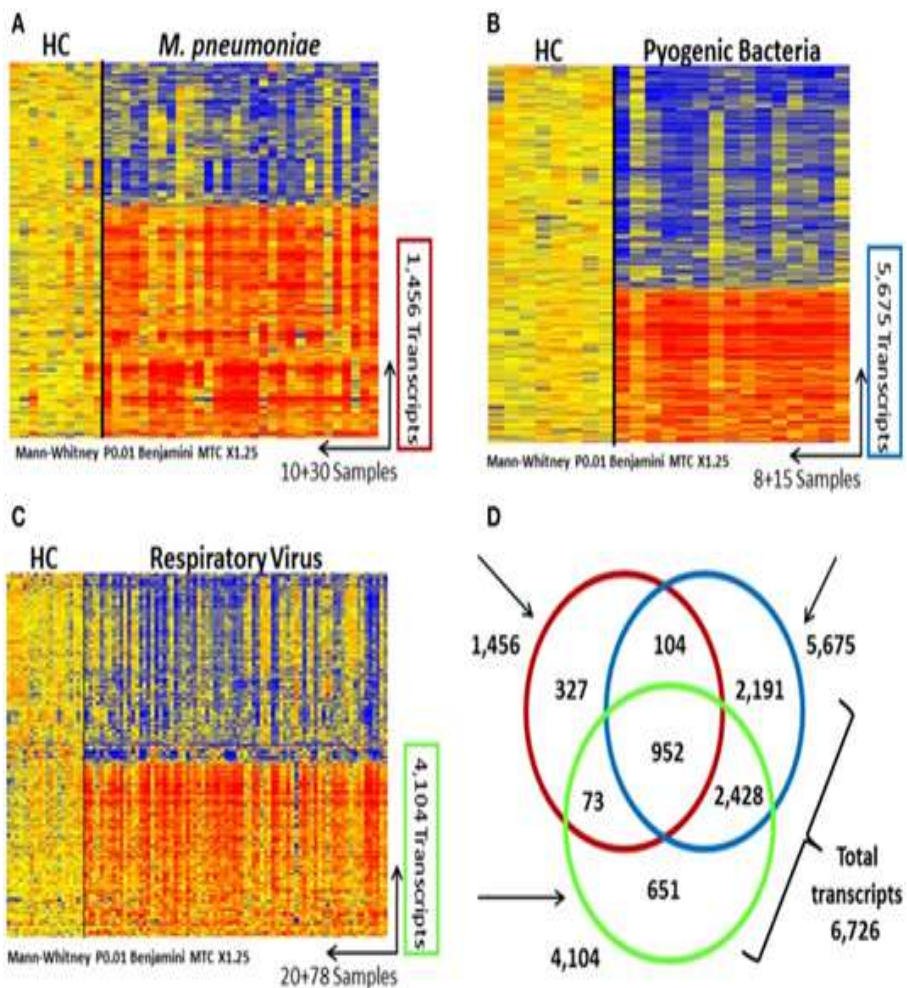 A
HC M. pneumoniae
1,456 Transcripts
Mann-Whitney P0.01 Benjamini MTC X1.25
10+30 Samples
B
HC Pyogenic Bacteria
5,675 Transcripts
Mann-Whitney P0.01 Benjamini MTC X1.25
8+15 Samples
C
HC Respiratory Virus
4,104 Transcripts
Mann-Whitney P0.01 Benjamini MTC X1.25
20+78 Samples
D
1,456 104 5,675
327 2,191
952
73 2,428
651
4,104
Total
transcripts
6,726